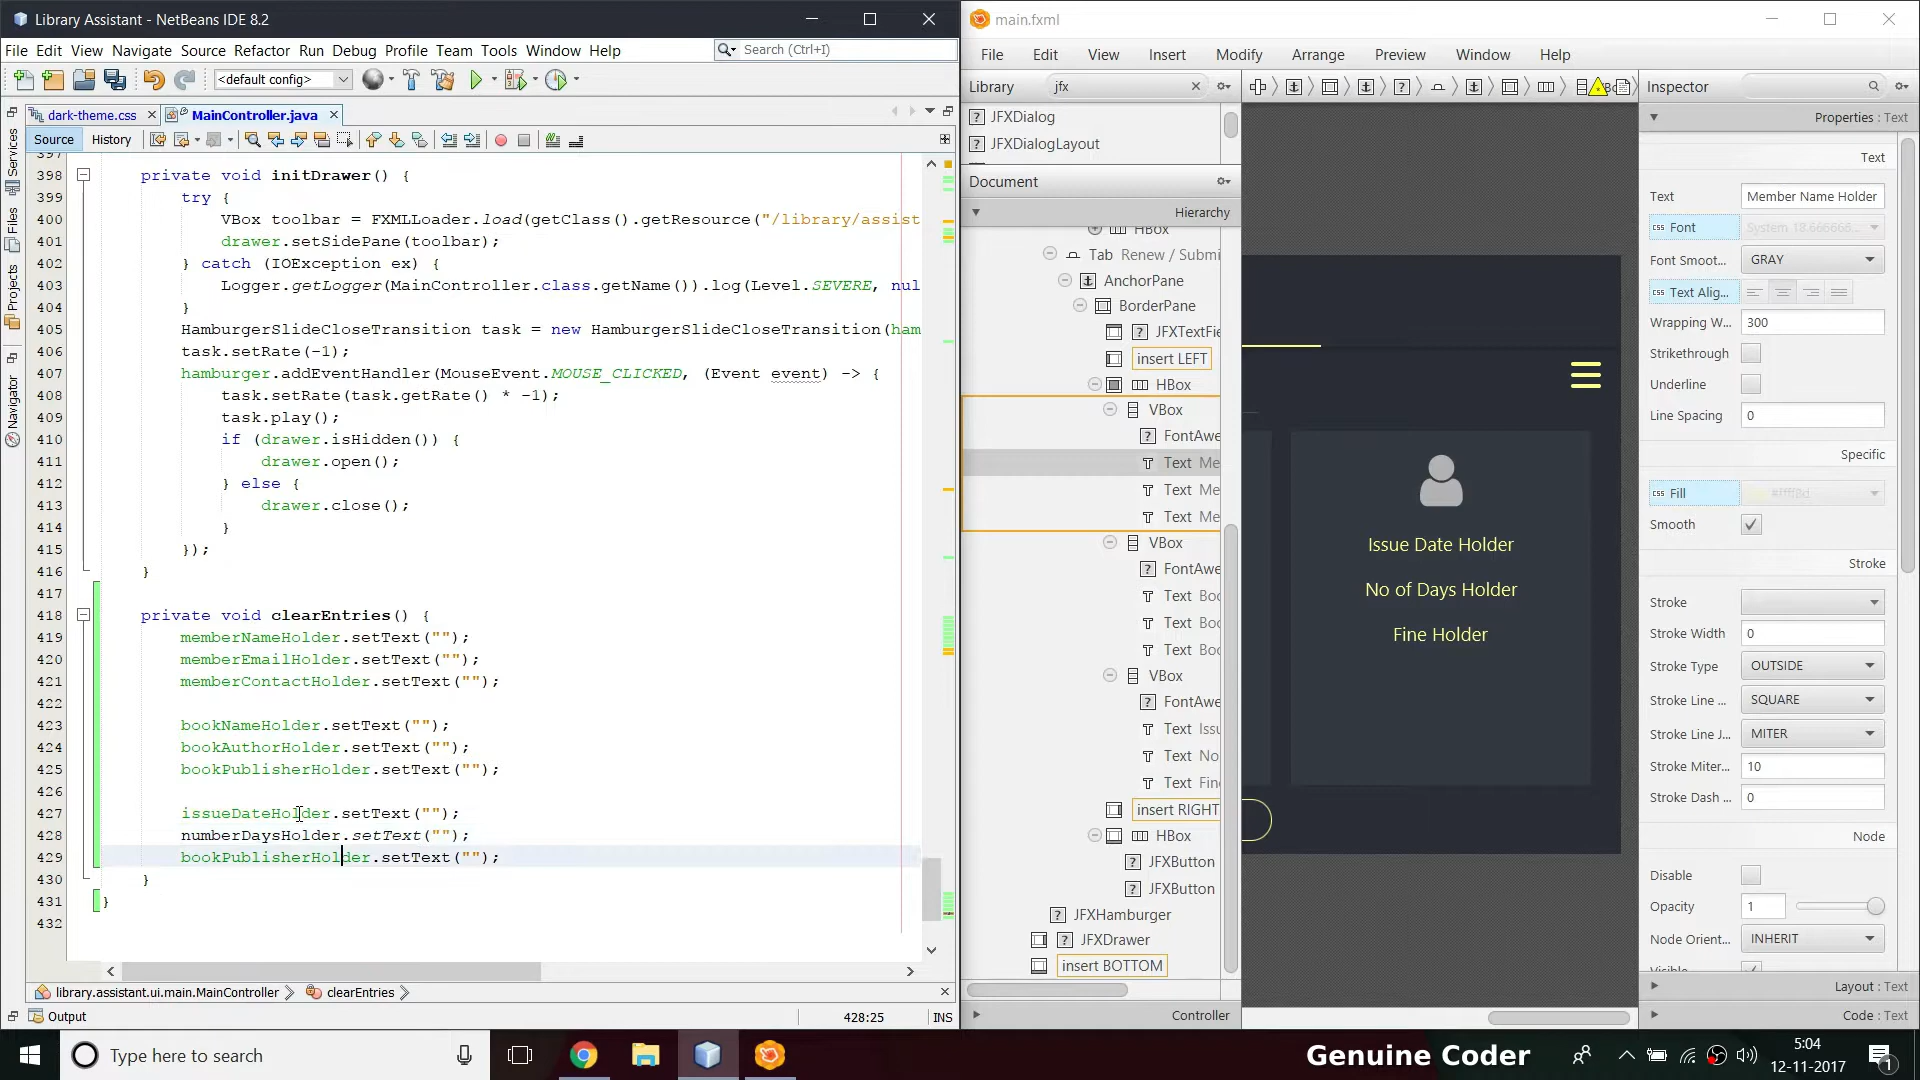 Library Assistant - NetBeans IDE 8.2
File Edit View Navigate Source Refactor Run Debug Profile Team Tools Window Help
Search (Ctrl+I)
<default config>
dark-theme.css
MainController.java
Source History
Services
Files
Projects
Navigator
397
398 private void initDrawer() {
399 try {
400 VBox toolbar = FXMLLoader.load(getClass().getResource("/library/assist
401 drawer.setSidePane(toolbar);
402 } catch (IOException ex) {
403 Logger.getLogger(MainController.class.getName()).log(Level.SEVERE, nul
404 }
405 HamburgerSlideCloseTransition task = new HamburgerSlideCloseTransition(ham
406 task.setRate(-1);
407 hamburger.addEventHandler(MouseEvent.MOUSE_CLICKED, (Event event) -> {
408 task.setRate(task.getRate() * -1);
409 task.play();
410 if (drawer.isHidden()) {
411 drawer.open();
412 } else {
413 drawer.close();
414 }
415 });
416 }
417
418 private void clearEntries() {
419 memberNameHolder.setText("");
420 memberEmailHolder.setText("");
421 memberContactHolder.setText("");
422
423 bookNameHolder.setText("");
424 bookAuthorHolder.setText("");
425 bookPublisherHolder.setText("");
426
427 issueDateHolder.setText("");
428 numberDaysHolder.setText("");
429 bookPublisherHolder.setText("");
430 }
431 }
432
library.assistant.ui.main.MainController
clearEntries
Output
428:25
INS
main.fxml
File Edit View Insert Modify Arrange Preview Window Help
Library
jfx
JFXDialog
JFXDialogLayout
Document
Hierarchy
HBox
Tab Renew / Submi
AnchorPane
BorderPane
JFXTextFie
insert LEFT
HBox
VBox
FontAwe
Text Me
Text Me
Text Me
VBox
FontAwe
Text Boo
Text Boo
Text Boo
VBox
FontAwe
Text Issu
Text No
Text Fin
insert RIGHT
HBox
JFXButton
JFXButton
JFXHamburger
JFXDrawer
insert BOTTOM
Controller
Issue Date Holder
No of Days Holder
Fine Holder
Inspector
Properties : Text
Text
Text Member Name Holder
css Font System 18.666666...
Font Smoot... GRAY
css Text Alig...
Wrapping W... 300
Strikethrough
Underline
Line Spacing 0
Specific
css Fill #ffff8d
Smooth
Stroke
Stroke
Stroke Width 0
Stroke Type OUTSIDE
Stroke Line ... SQUARE
Stroke Line J... MITER
Stroke Miter... 10
Stroke Dash ... 0
Node
Disable
Opacity 1
Node Orient... INHERIT
Visible
Layout : Text
Code : Text
Type here to search
Genuine Coder
5:04
12-11-2017
1